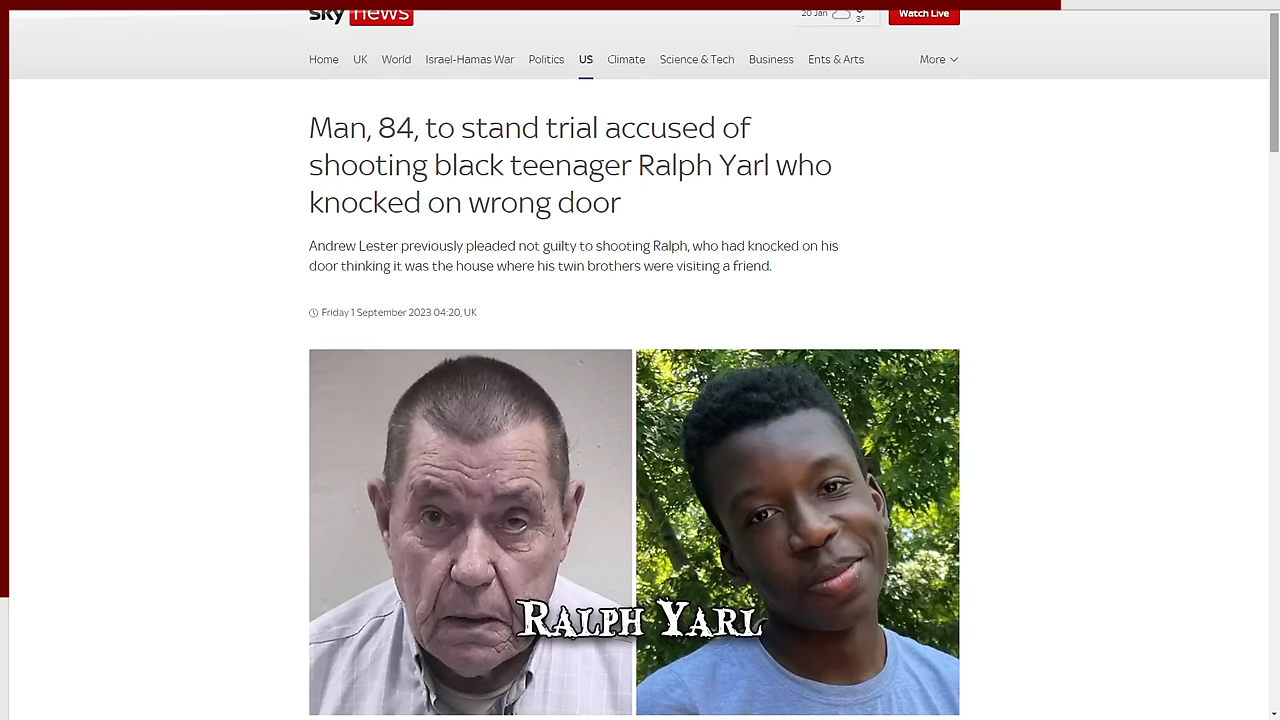 sky news
20 Jan
3°
Watch Live
Home UK World Israel-Hamas War Politics US Climate Science & Tech Business Ents & Arts More
Man, 84, to stand trial accused of
shooting black teenager Ralph Yarl who
knocked on wrong door
Andrew Lester previously pleaded not guilty to shooting Ralph, who had knocked on his
door thinking it was the house where his twin brothers were visiting a friend.
Friday 1 September 2023 04:20, UK
Ralph Yarl